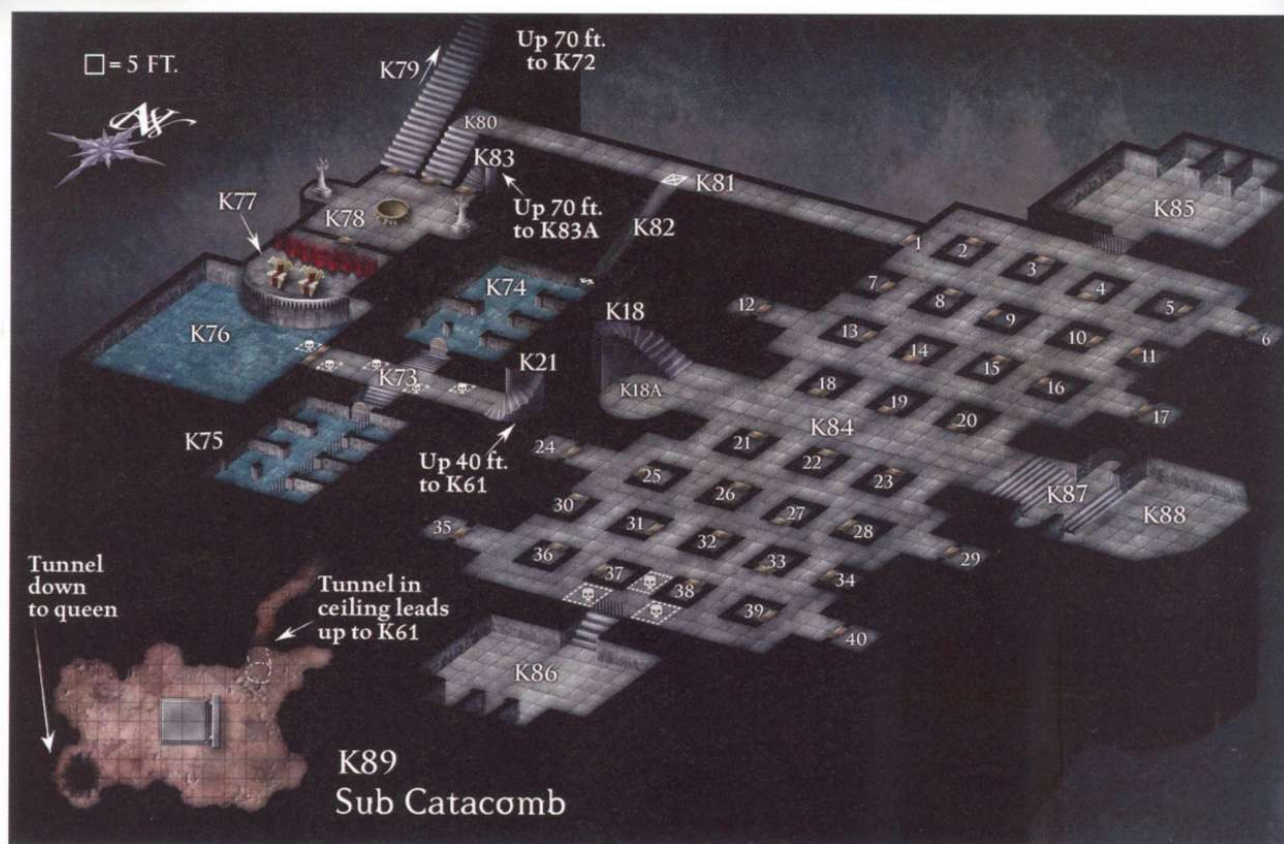 □ = 5 FT.
K79
Up 70 ft.
to K72
K80
K83
K81
K85
K77
K78
Up 70 ft.
to K83A
K82
1
2
3
4
5
6
7
8
9
10
11
12
13
14
15
16
17
K74
K18
K76
K73
K21
K18A
18
19
20
K84
K75
Up 40 ft.
to K61
21
22
23
24
25
26
27
28
29
K87
K88
30
31
32
33
34
35
36
37
38
39
40
K86
Tunnel
down
to queen
Tunnel in
ceiling leads
up to K61
K89
Sub Catacomb